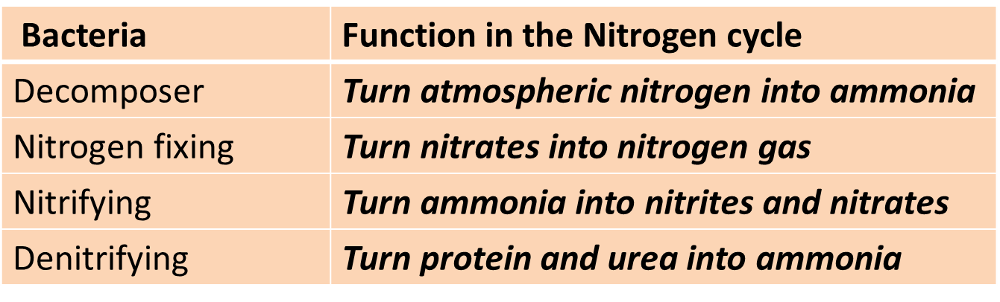 Bacteria Function in the Nitrogen cycle
Decomposer Turn atmospheric nitrogen into ammonia
Nitrogen fixing Turn nitrates into nitrogen gas
Nitrifying Turn ammonia into nitrites and nitrates
Denitrifying Turn protein and urea into ammonia